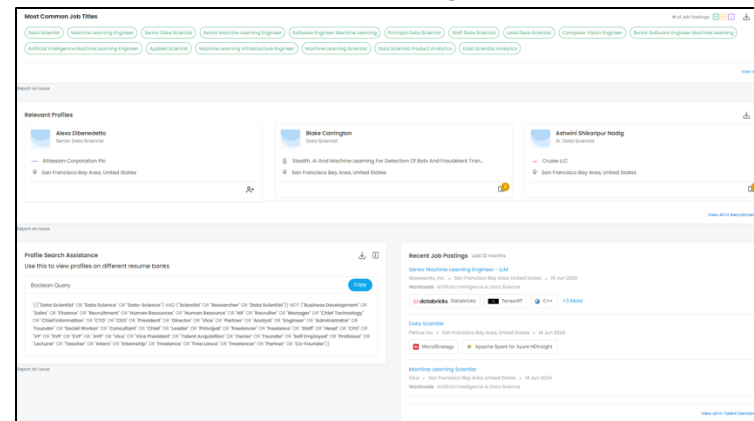 Most Common Job Titles
# of Job Postings
Data Scientist
Machine Learning Engineer
Senior Data Scientist
Senior Machine Learning Engineer
Software Engineer Machine Learning
Principal Data Scientist
Staff Data Scientist
Lead Data Scientist
Computer Vision Engineer
Senior Software Engineer Machine Learning
Artificial Intelligence Machine Learning Engineer
Applied Scientist
Machine Learning Infrastructure Engineer
Machine Learning Scientist
Data Scientist Product Analytics
Data Scientist Analytics
Report an issue
Relevant Profiles
Alexa Dibenedetto
Senior Data Scientist
Atlassian Corporation Plc
San Francisco Bay Area, United States
Blake Carrington
Data Scientist
Stealth, AI And Machine Learning For Detection Of Bots And Fraudelent Tran...
San Francisco Bay Area, United States
Ashwini Shikaripur Nadig
Sr. Data Scientist
Cruise LLC
San Francisco Bay Area, United States
View All in Recruitmen
Report an issue
Profile Search Assistance
Use this to view profiles on different resume banks
Boolean Query
Copy
((("Data Scientist" OR "Data Science" OR "Data-Science") AND ("Scientist" OR "Researcher" OR "Data Scientist")) NOT ("Business Development" OR
"Sales" OR "Finance" OR "Recruitment" OR "Human Resources" OR "Human Resource" OR "HR" OR "Recruiter" OR "Manager" OR "Chief Technology"
OR "Chief Information" OR "CTO" OR "CIO" OR "President" OR "Director" OR "Vice" OR "Partner" OR "Analyst" OR "Engineer" OR "Administrator" OR
"Founder" OR "Social Worker" OR "Consultant" OR "Chief" OR "Leader" OR "Principal" OR "freelancer" OR "freelance" OR "Staff" OR "Head" OR "CFO" OR
"VP" OR "SVP" OR "EVP" OR "AVP" OR "Vice" OR "Vice President" OR "Talent Acquisition" OR "Owner" OR "Founder" OR "Self Employed" OR "Professor" OR
"Lecturer" OR "Teacher" OR "Intern" OR "Internship" OR "Freelance" OR "Free Lance" OR "Freelancer" OR "Partner" OR "Co-Founder"))
Report an issue
Recent Job Postings Last 12 months
Senior Machine Learning Engineer - LLM
Moveworks, Inc. San Francisco Bay Area, United States 15 Jun 2024
Workloads: Artificial Intelligence & Data Science
databricks Databricks
TensorRT
C++
+3 More
Data Scientist
San Francisco Bay Area, United States 14 Jun 2024
MicroStrategy
Apache Spark for Azure HDInsight
Machine Learning Scientist
San Francisco Bay Area, United States 14 Jun 2024
Workloads: Artificial Intelligence & Data Science
View all in Talent Deman